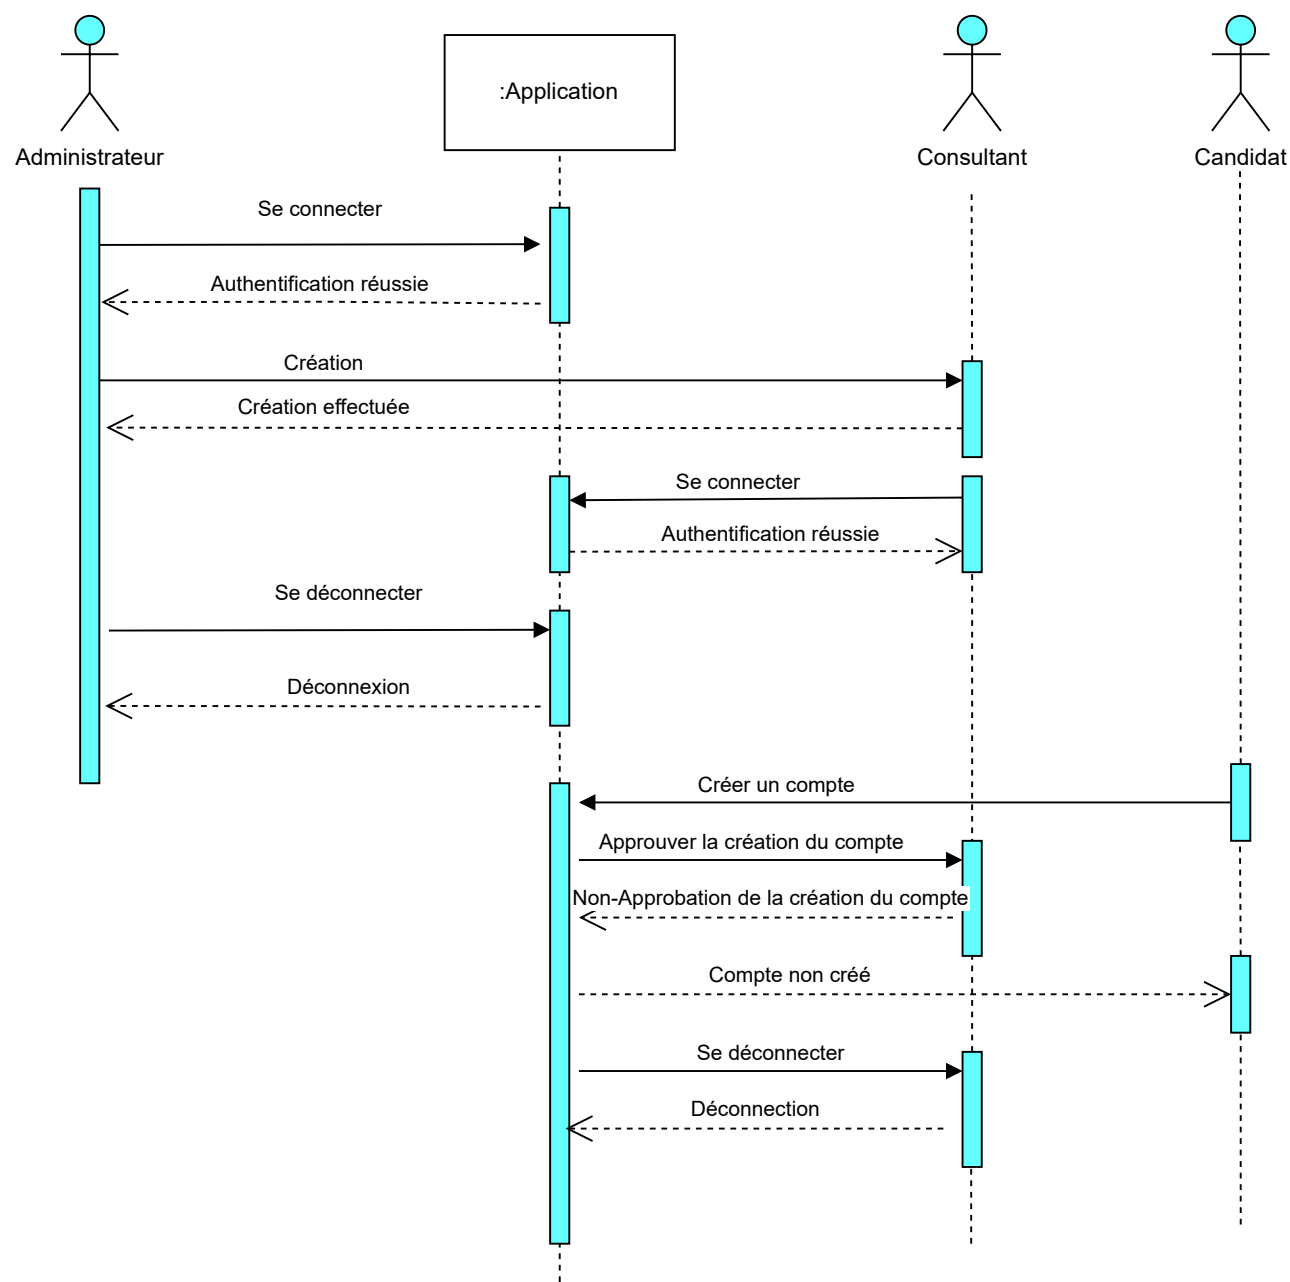 :Application
Administrateur
Consultant
Candidat
Se connecter
Authentification réussie
Création
Création effectuée
Se connecter
Authentification réussie
Se déconnecter
Déconnexion
Créer un compte
Approuver la création du compte
Non-Approbation de la création du compte
Compte non créé
Se déconnecter
Déconnection